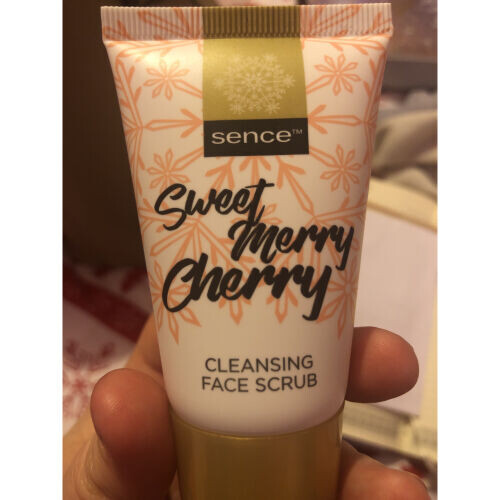 sence™
Sweet
Merry
Cherry
CLEANSING
FACE SCRUB